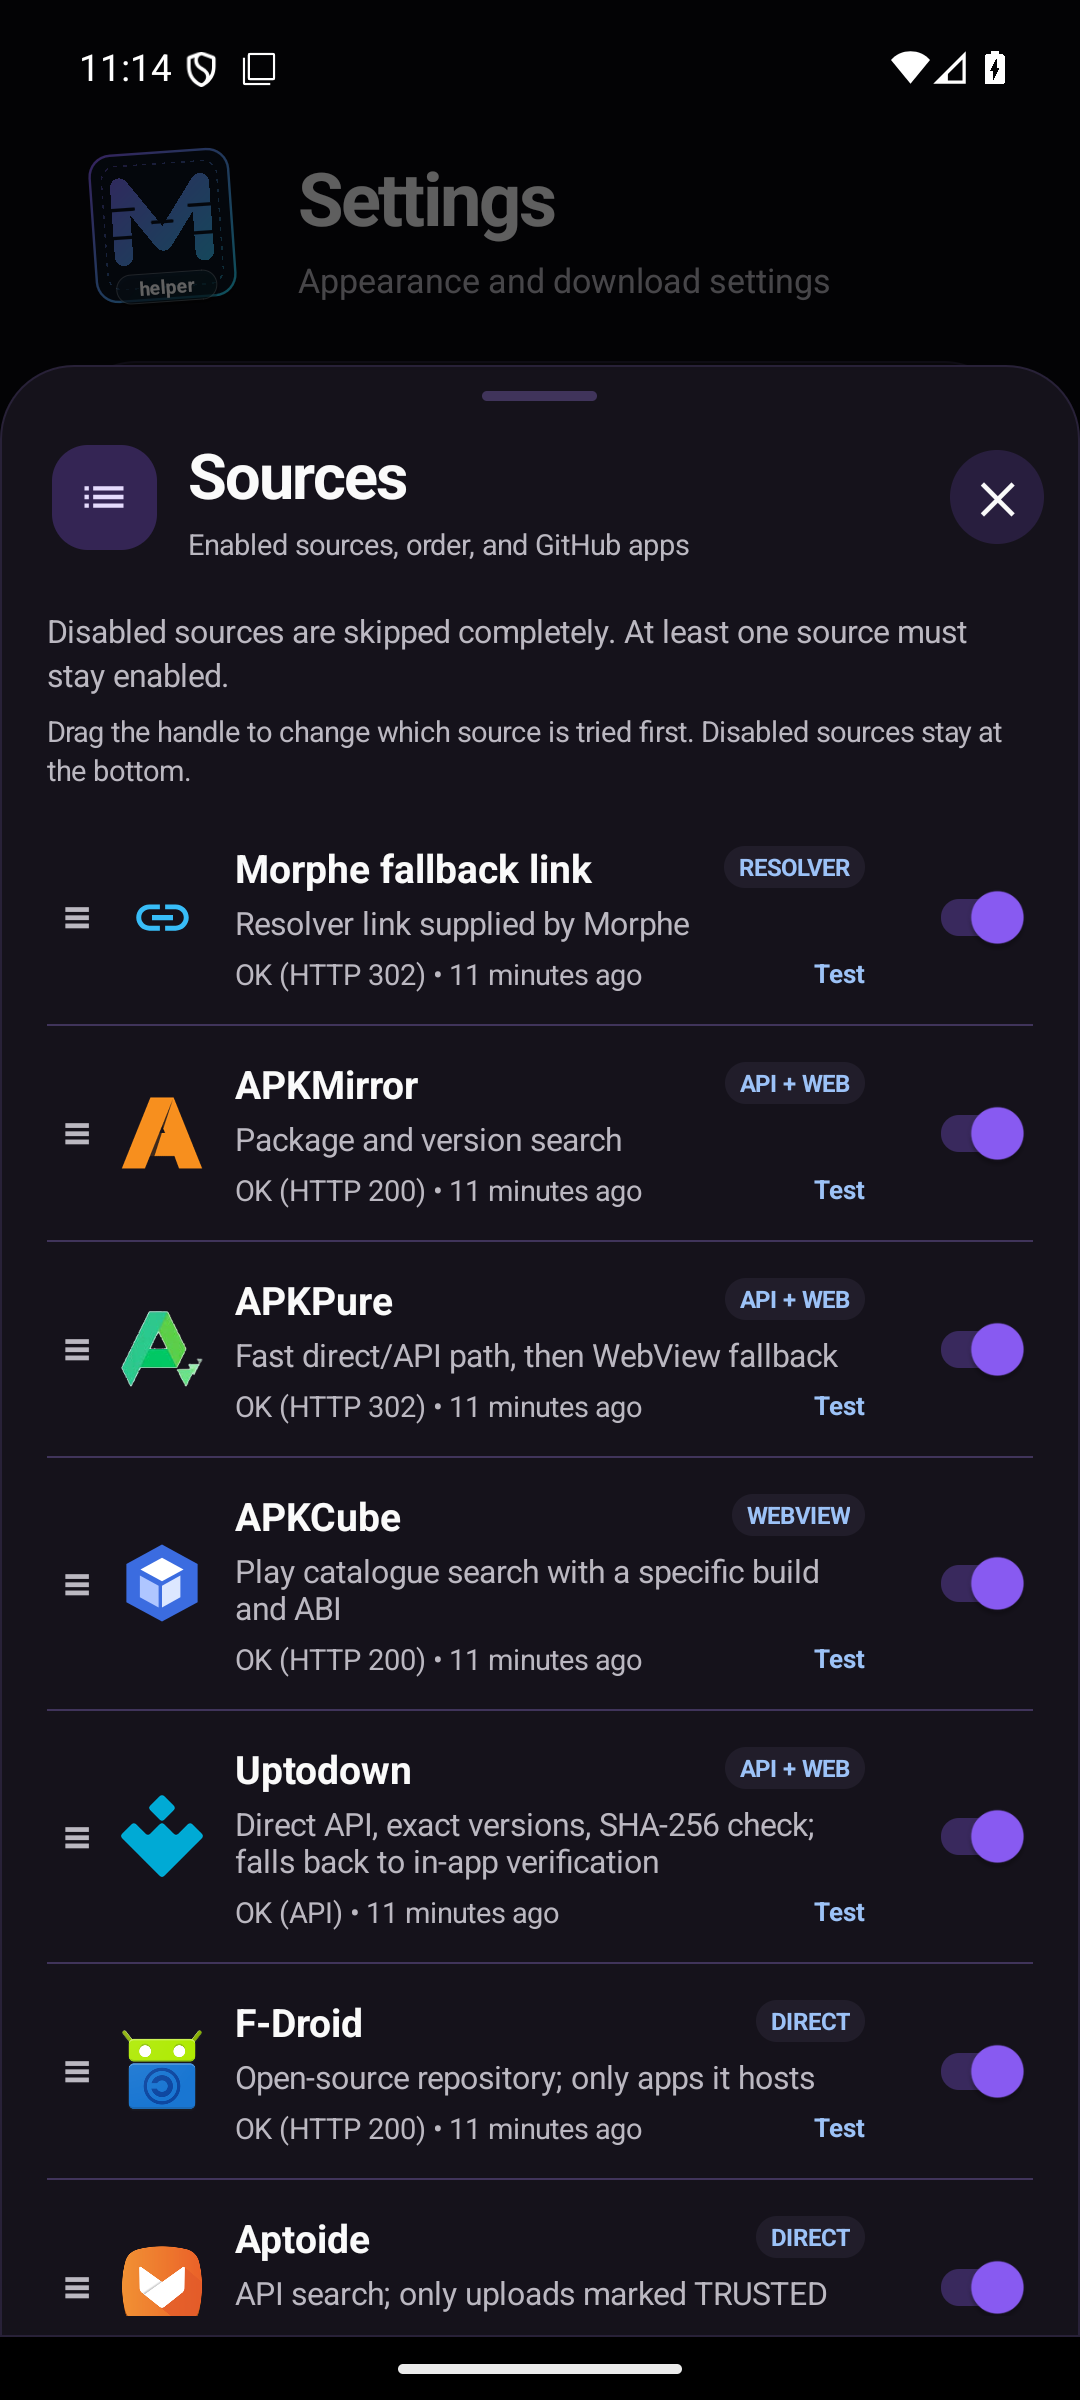 11:14
Settings
Appearance and download settings
helper
Sources
Enabled sources, order, and GitHub apps
Disabled sources are skipped completely. At least one source must
stay enabled.
Drag the handle to change which source is tried first. Disabled sources stay at
the bottom.
Morphe fallback link
RESOLVER
Resolver link supplied by Morphe
OK (HTTP 302) • 11 minutes ago
Test
APKMirror
API + WEB
Package and version search
OK (HTTP 200) • 11 minutes ago
Test
APKPure
API + WEB
Fast direct/API path, then WebView fallback
OK (HTTP 302) • 11 minutes ago
Test
APKCube
WEBVIEW
Play catalogue search with a specific build
and ABI
OK (HTTP 200) • 11 minutes ago
Test
Uptodown
API + WEB
Direct API, exact versions, SHA-256 check;
falls back to in-app verification
OK (API) • 11 minutes ago
Test
F-Droid
DIRECT
Open-source repository; only apps it hosts
OK (HTTP 200) • 11 minutes ago
Test
Aptoide
DIRECT
API search; only uploads marked TRUSTED